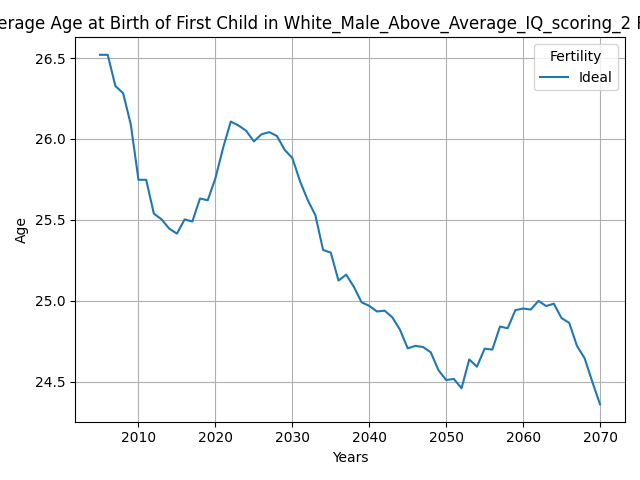 erage Age at Birth of First Child in White_Male_Above_Average_IQ_scoring_2
Fertility
Ideal
26.5
26.0
25.5
25.0
24.5
Age
2010 2020 2030 2040 2050 2060 2070
Years